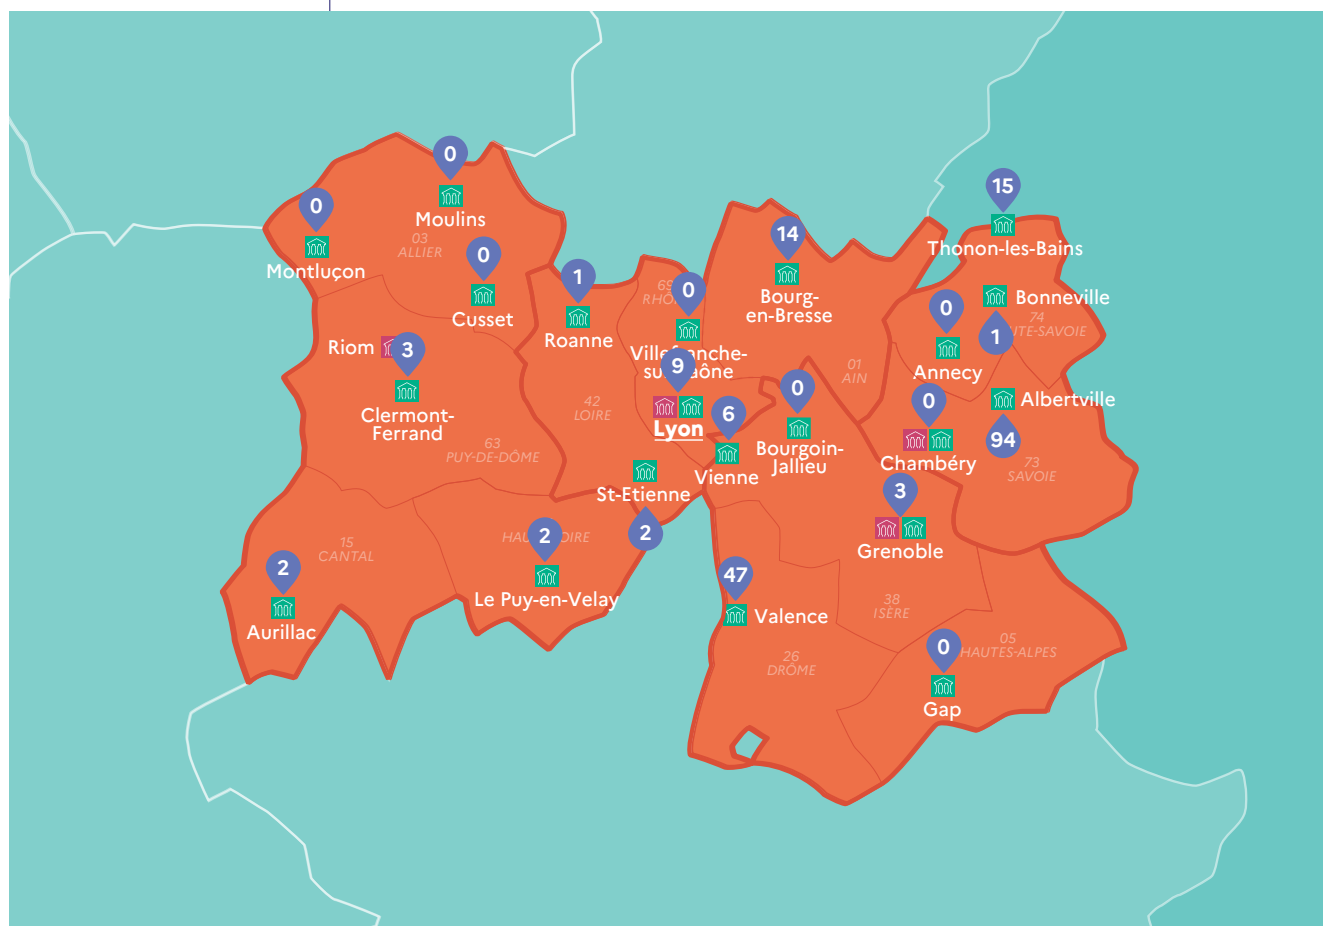 0
Moulins
0
Montluçon
03
ALLIER
0
Cusset
1
Roanne
69
0
Villefranche-
14
Bourg-
en-Bresse
01
AIN
15
Thonon-les-Bains
Bonneville
1
74
0
Annecy
Riom
3
Clermont-
Ferrand
63
PUY-DE-DÔME
42
LOIRE
9
Lyon
6
Vienne
0
Bourgoin-
Jallieu
0
Chambéry
Albertville
94
73
SAVOIE
St-Etienne
2
3
Grenoble
15
CANTAL
2
Le Puy-en-Velay
2
Aurillac
47
Valence
38
ISÈRE
26
DRÔME
0
Gap
05
HAUTES-ALPES